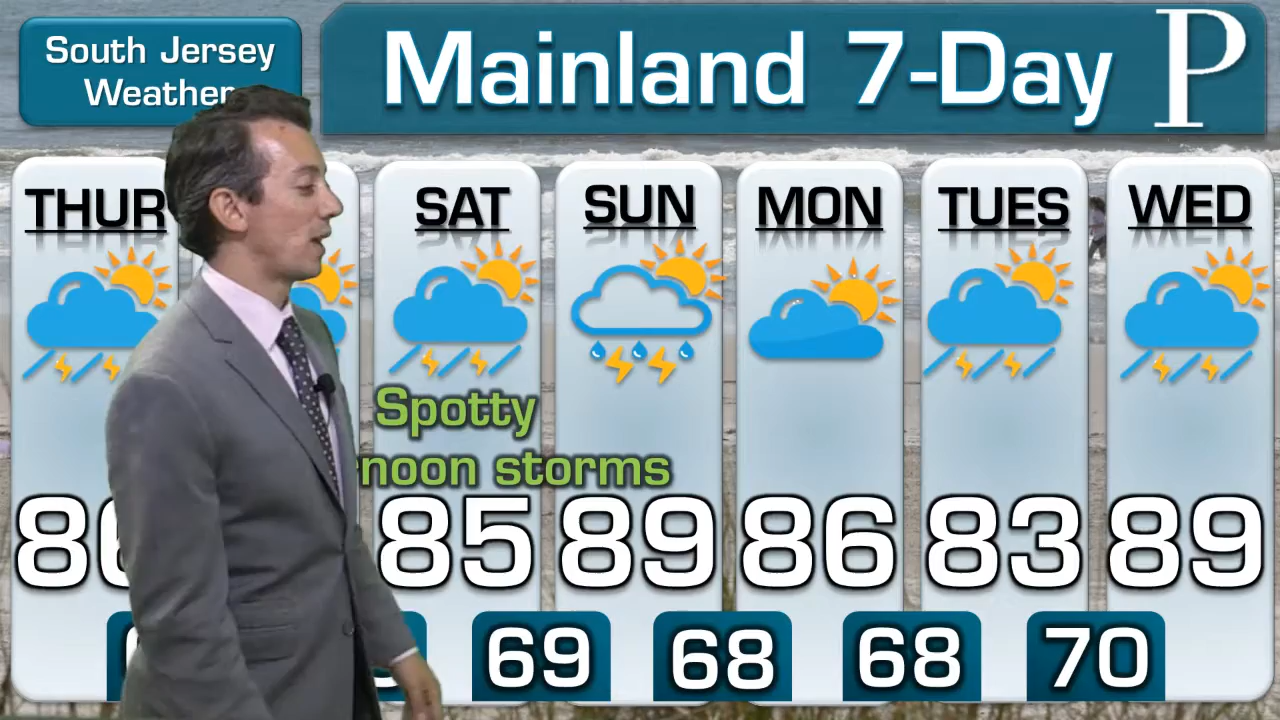 South Jersey
Weather
Mainland 7-Day P
THUR SAT SUN MON TUES WED
Spotty
noon storms
85 89 86 83 89
69 68 68 70